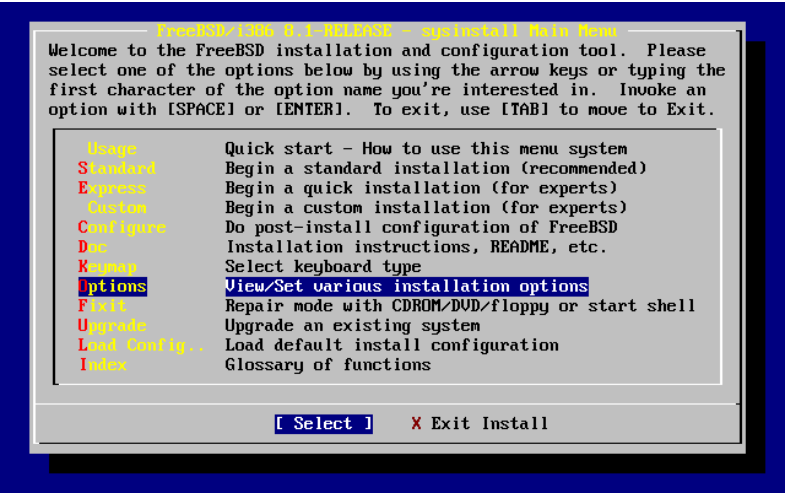 FreeBSD/i386 8.1-RELEASE - sysinstall Main Menu
Welcome to the FreeBSD installation and configuration tool.  Please
select one of the options below by using the arrow keys or typing the
first character of the option name you're interested in.  Invoke an
option with [SPACE] or [ENTER].  To exit, use [TAB] to move to Exit.
Usage Quick start - How to use this menu system
Standard Begin a standard installation (recommended)
Express Begin a quick installation (for experts)
Custom Begin a custom installation (for experts)
Configure Do post-install configuration of FreeBSD
Doc Installation instructions, README, etc.
Keymap Select keyboard type
Options View/Set various installation options
Fixit Repair mode with CDROM/DVD/floppy or start shell
Upgrade Upgrade an existing system
Load Config.. Load default install configuration
Index Glossary of functions
[ Select ] X Exit Install